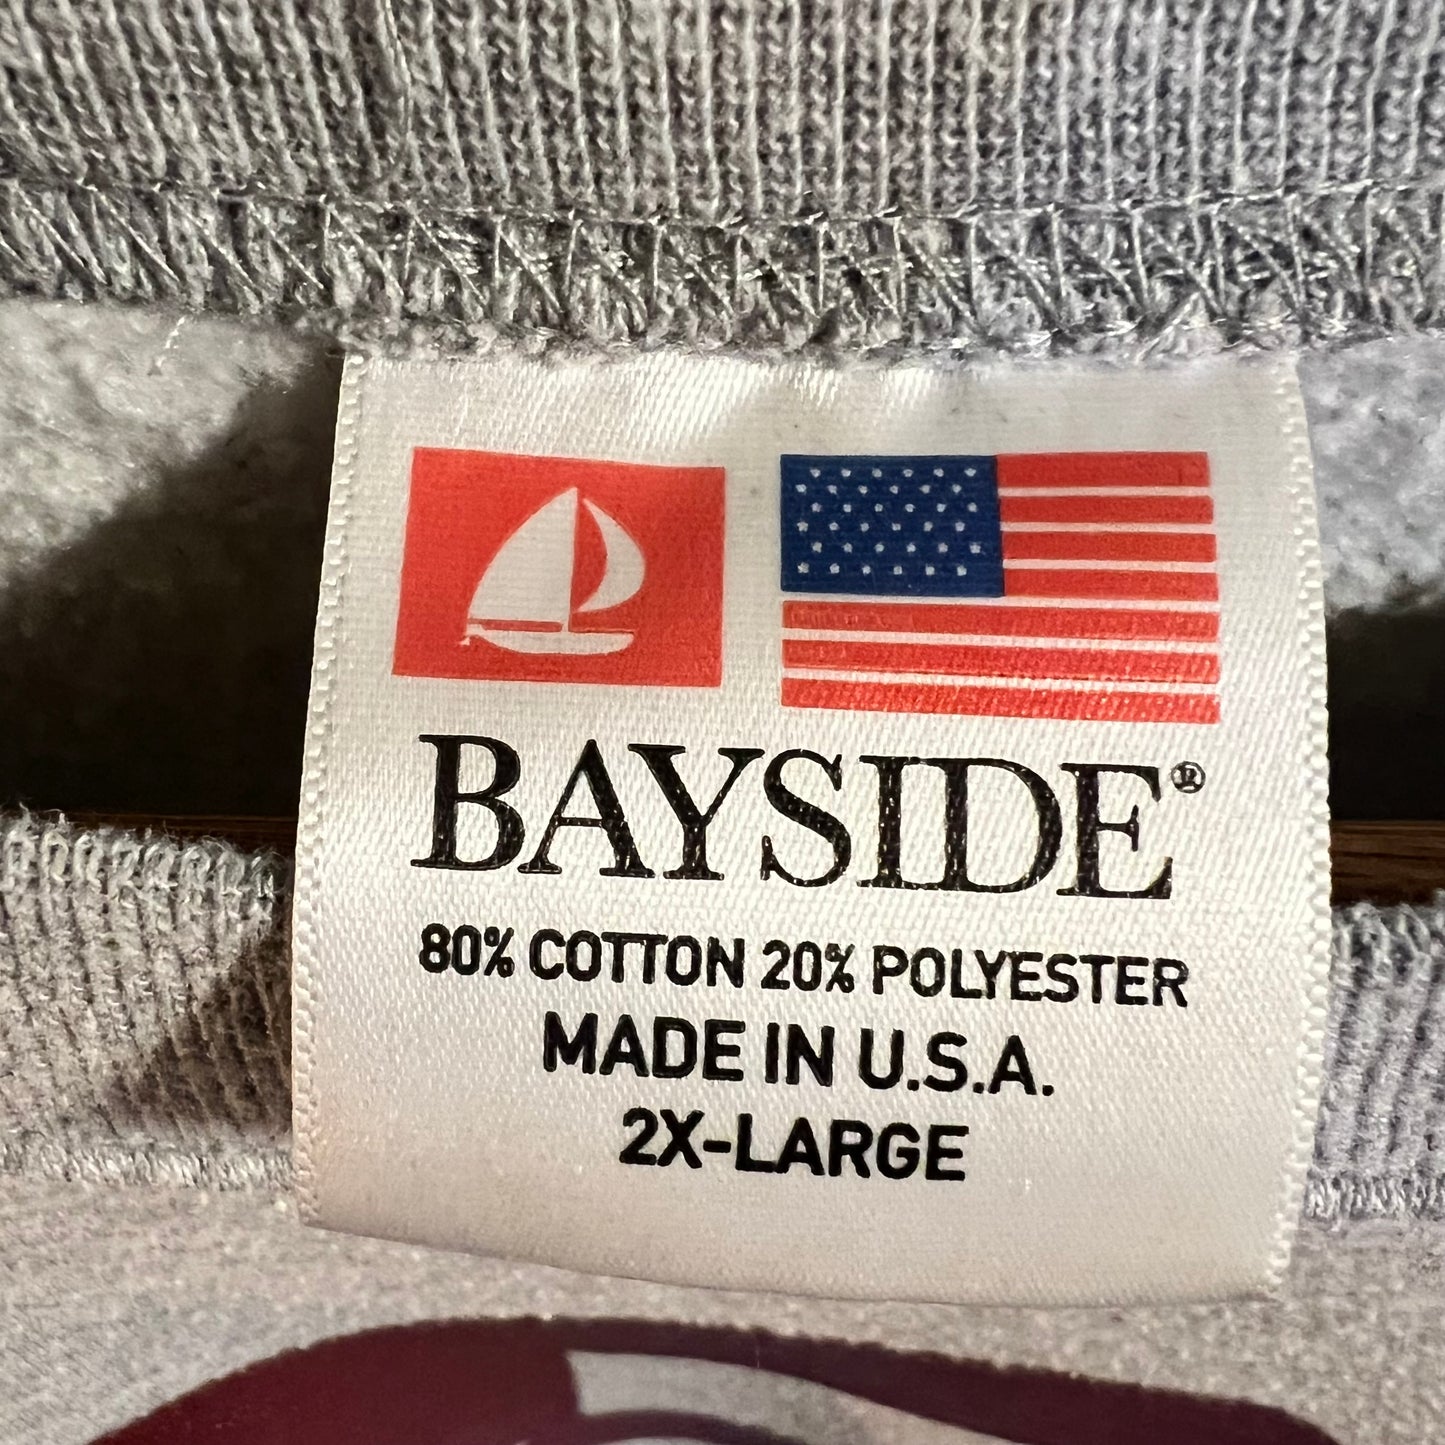 BAYSIDE®
80% COTTON 20% POLYESTER
MADE IN U.S.A.
2X-LARGE